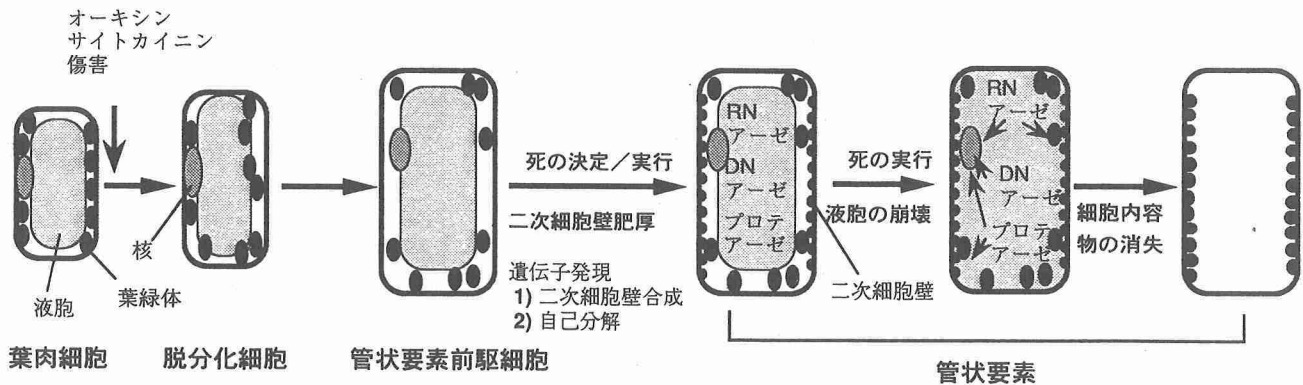 オーキシン
サイトカイニン
傷害
核
液胞
葉緑体
葉肉細胞
脱分化細胞
管状要素前駆細胞
死の決定/実行
二次細胞壁肥厚
遺伝子発現
1) 二次細胞壁合成
2) 自己分解
RN
アーゼ
DN
アーゼ
プロテ
アーゼ
死の実行
液胞の崩壊
二次細胞壁
RN
アーゼ
DN
アーゼ
プロテ
アーゼ
細胞内容
物の消失
管状要素